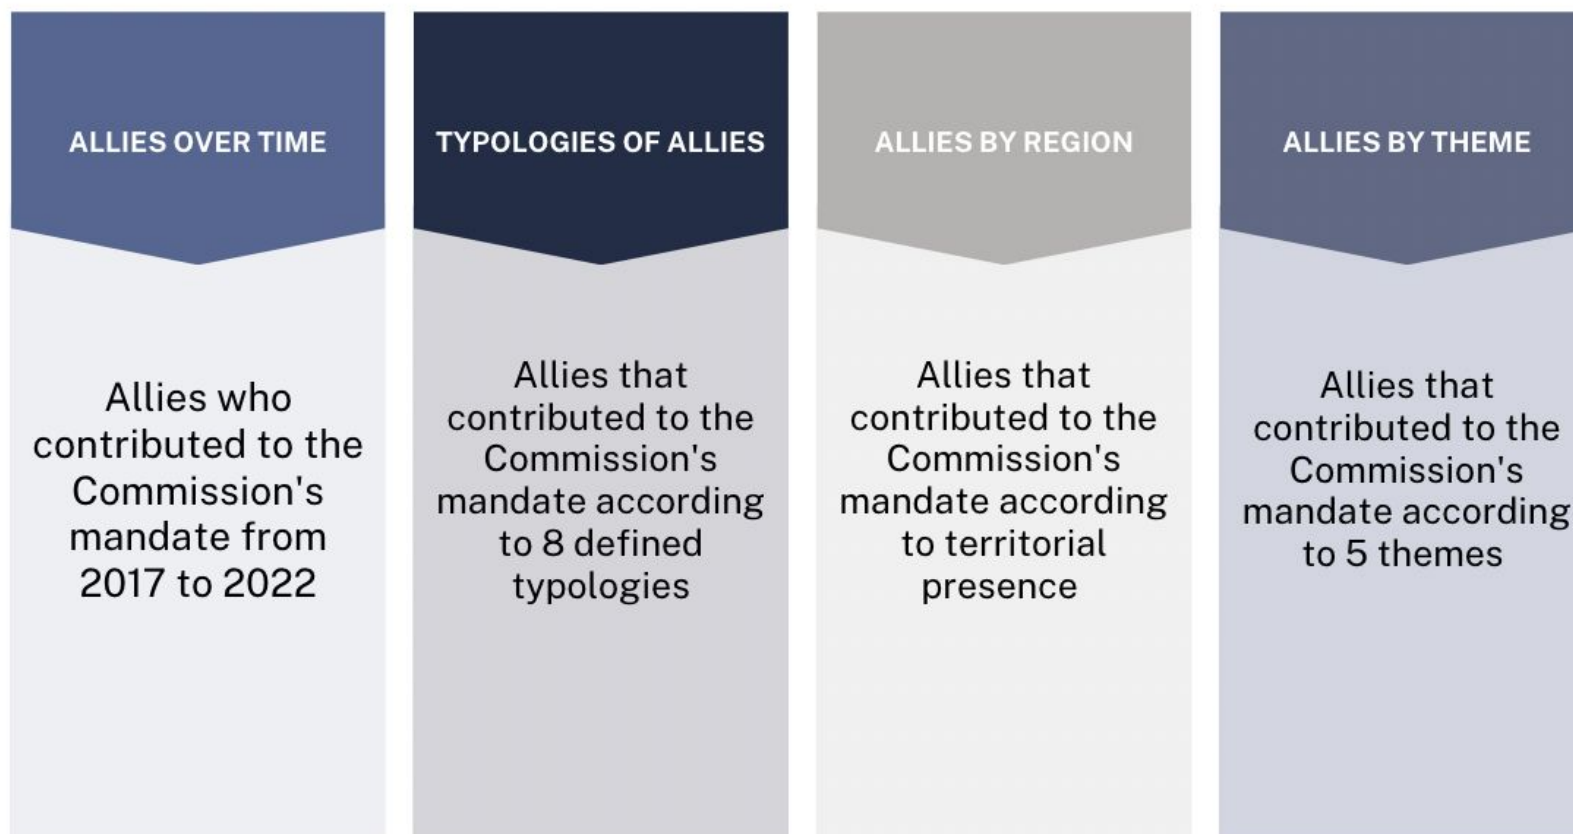 ALLIES OVER TIME
Allies who
contributed to the
Commission's
mandate from
2017 to 2022
TYPOLOGIES OF ALLIES
Allies that
contributed to the
Commission's
mandate according
to 8 defined
typologies
ALLIES BY REGION
Allies that
contributed to the
Commission's
mandate according
to territorial
presence
ALLIES BY THEME
Allies that
contributed to the
Commission's
mandate according
to 5 themes